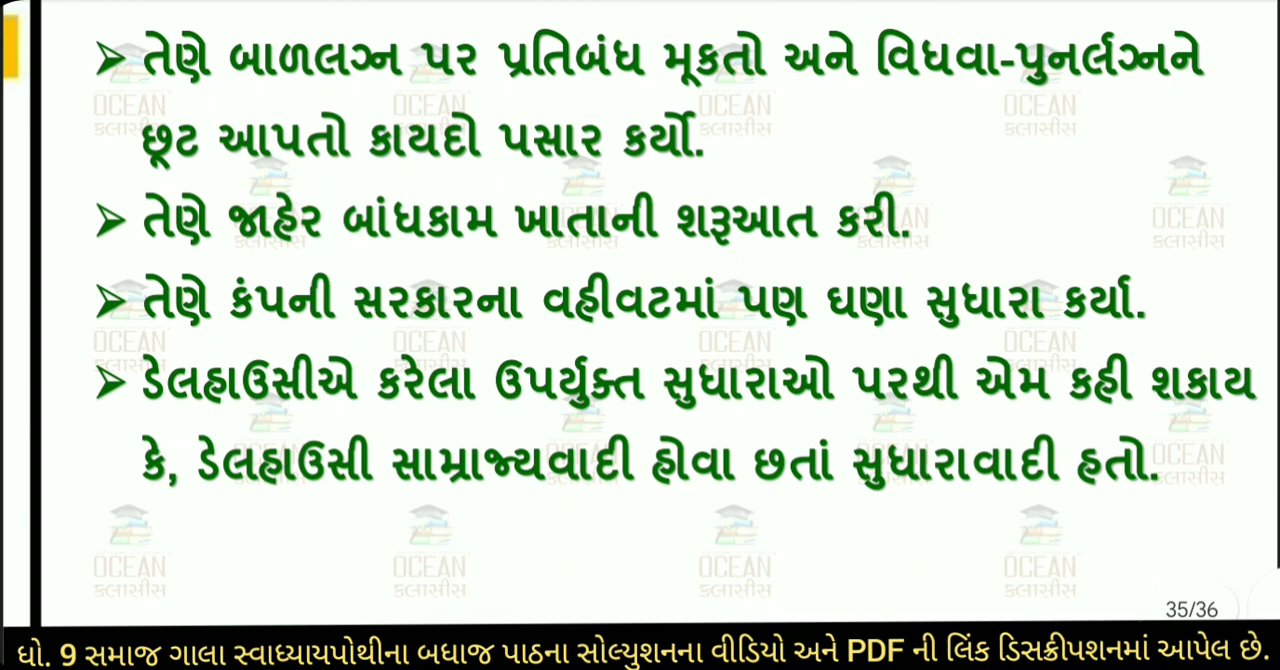 ➢ તેણે બાળલગ્ન પર પ્રતિબંધ મૂકતો અને વિધવા-પુનર્લગ્નને
છૂટ આપતો કાયદો પસાર કર્યો.
➢ તેણે જાહેર બાંધકામ ખાતાની શરૂઆત કરી.
➢ તેણે કંપની સરકારના વહીવટમાં પણ ઘણા સુધારા કર્યા.
➢ ડેલહાઉસીએ કરેલા ઉપર્યુક્ત સુધારાઓ પરથી એમ કહી શકાય
કે, ડેલહાઉસી સામ્રાજ્યવાદી હોવા છતાં સુધારાવાદી હતો.
OCEAN
કલાસીસ
35/36
ધો. 9 સમાજ ગાલા સ્વાધ્યાયપોથીના બધાજ પાઠના સોલ્યુશનના વીડિયો અને PDF ની લિંક ડિસક્રીપશનમાં આપેલ છે.